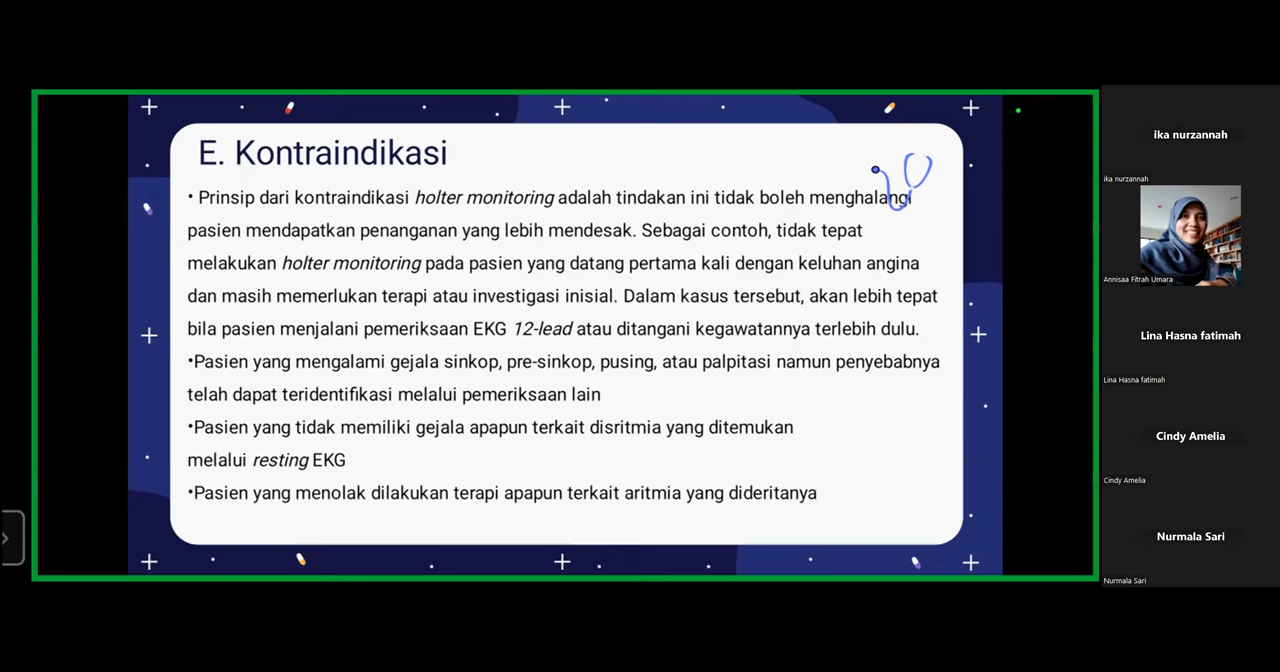 E. Kontraindikasi
• Prinsip dari kontraindikasi holter monitoring adalah tindakan ini tidak boleh menghalangi
pasien mendapatkan penanganan yang lebih mendesak. Sebagai contoh, tidak tepat
melakukan holter monitoring pada pasien yang datang pertama kali dengan keluhan angina
dan masih memerlukan terapi atau investigasi inisial. Dalam kasus tersebut, akan lebih tepat
bila pasien menjalani pemeriksaan EKG 12-lead atau ditangani kegawatannya terlebih dulu.
•Pasien yang mengalami gejala sinkop, pre-sinkop, pusing, atau palpitasi namun penyebabnya
telah dapat teridentifikasi melalui pemeriksaan lain
•Pasien yang tidak memiliki gejala apapun terkait disritmia yang ditemukan
melalui resting EKG
•Pasien yang menolak dilakukan terapi apapun terkait aritmia yang dideritanya
ika nurzannah
ika nurzannah
Annisaa Fitrah Umara
Lina Hasna fatimah
Lina Hasna fatimah
Cindy Amelia
Cindy Amelia
Nurmala Sari
Nurmala Sari